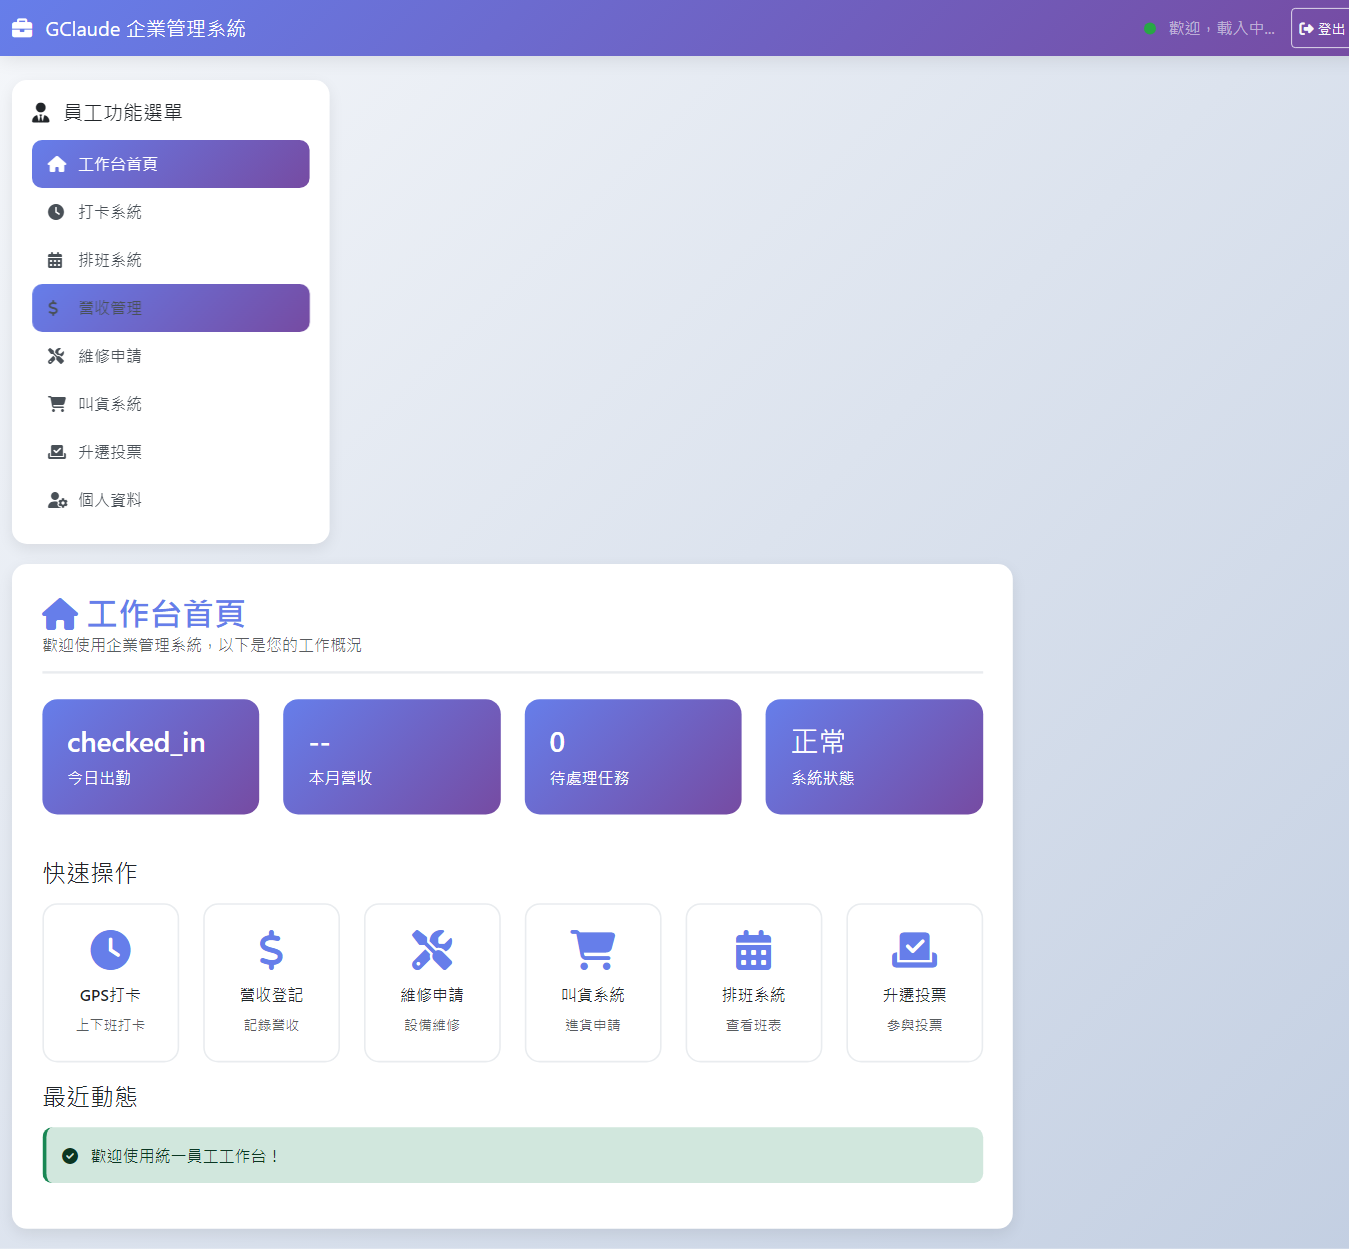 GClaude 企業管理系統
歡迎，載入中...
登出
員工功能選單
工作台首頁
打卡系統
排班系統
營收管理
維修申請
叫貨系統
升遷投票
個人資料
工作台首頁
歡迎使用企業管理系統，以下是您的工作概況
checked_in
今日出勤
--
本月營收
0
待處理任務
正常
系統狀態
快速操作
GPS打卡
上下班打卡
營收登記
記錄營收
維修申請
設備維修
叫貨系統
進貨申請
排班系統
查看班表
升遷投票
參與投票
最近動態
歡迎使用統一員工工作台！